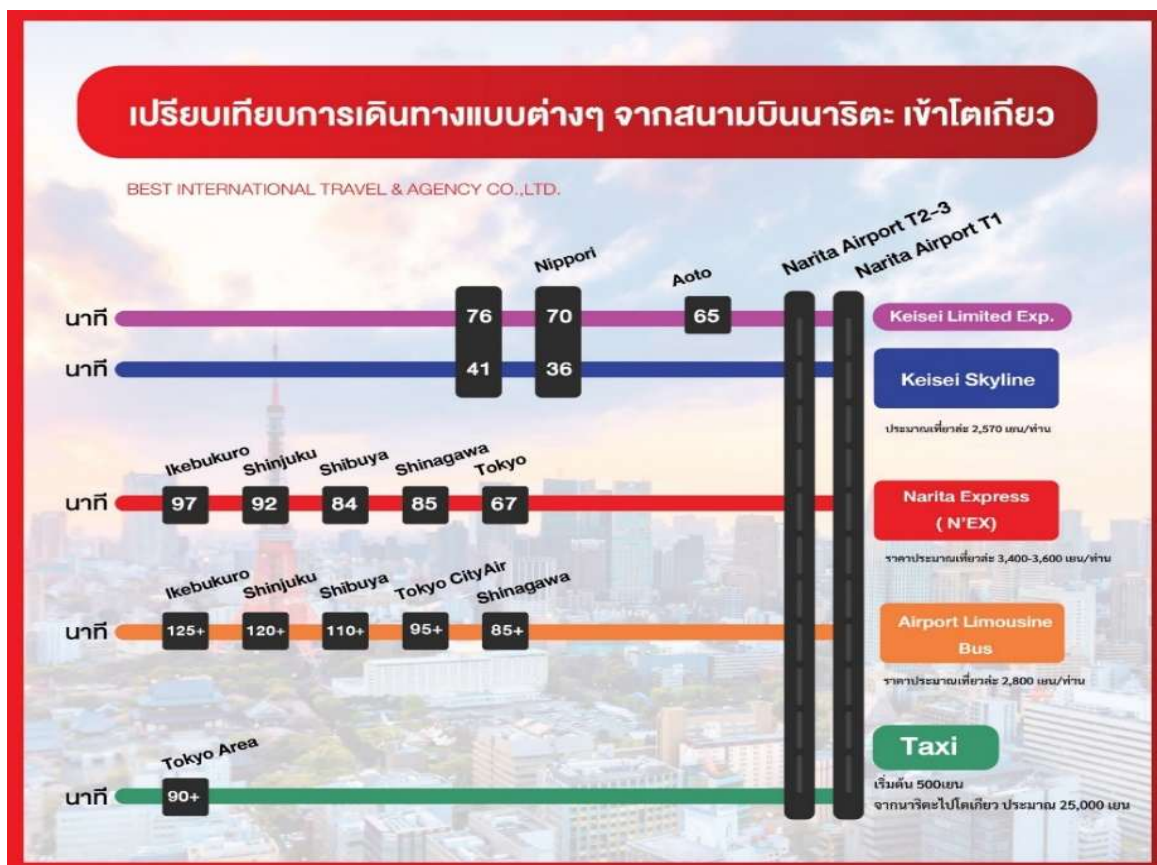 เปรียบเทียบการเดินทางแบบต่างๆ จากสนามบินนาริตะ เข้าโตเกียว
BEST INTERNATIONAL TRAVEL & AGENCY CO.,LTD.
Narita Airport T2-3
Narita Airport T1
Nippori
Aoto
นาที
76
70
65
Keisei Limited Exp.
นาที
41
36
Keisei Skyline
ประมาณเที่ยวล่ะ 2,570 เยน/ท่าน
Ikebukuro
Shinjuku
Shibuya
Shinagawa
Tokyo
นาที
97
92
84
85
67
Narita Express
( N'EX)
ราคาประมาณเที่ยวล่ะ 3,400-3,600 เยน/ท่าน
Ikebukuro
Shinjuku
Shibuya
Tokyo CityAir
Shinagawa
นาที
125+
120+
110+
95+
85+
Airport Limousine
Bus
ราคาประมาณเที่ยวล่ะ 2,800 เยน/ท่าน
Tokyo Area
นาที
90+
Taxi
เริ่มต้น 500เยน
จากนาริตะไปโตเกียว ประมาณ 25,000 เยน